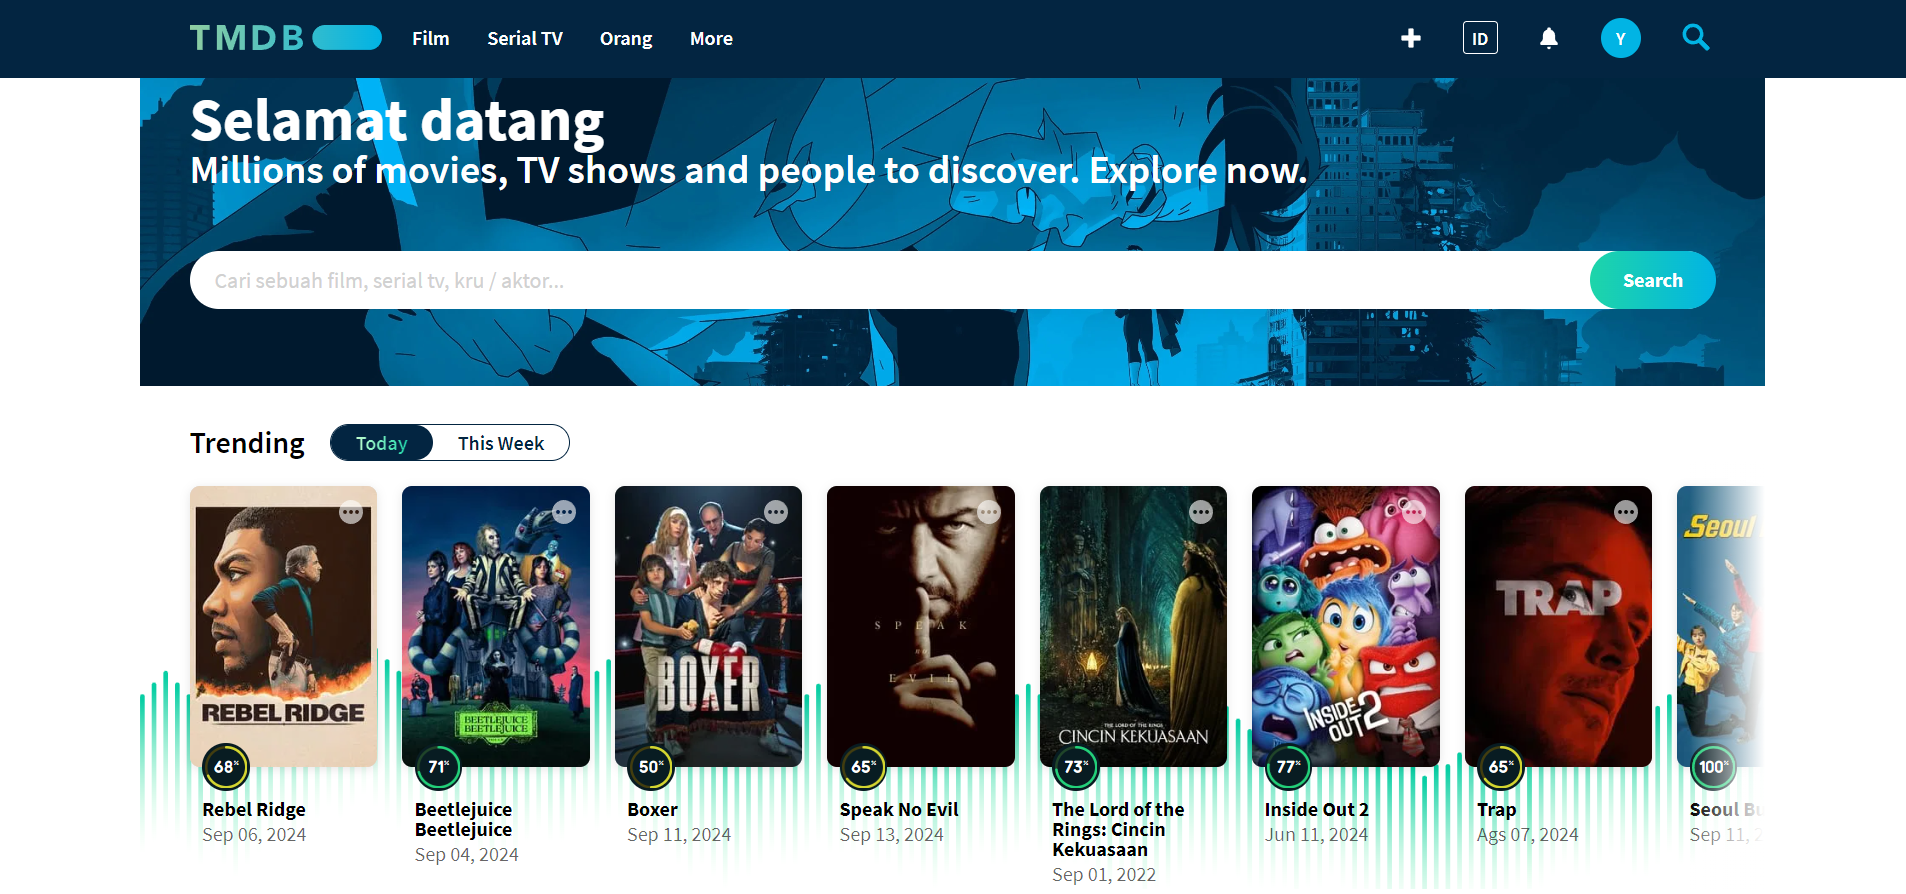 TMDB
Film
Serial TV
Orang
More
ID
Y
Selamat datang
Millions of movies, TV shows and people to discover. Explore now.
Cari sebuah film, serial tv, kru / aktor...
Search
Trending
Today
This Week
REBEL RIDGE
BEETLEJUICE
BEETLEJUICE
BOXER
SPEAK
no
EVIL
THE LORD OF THE RINGS
CINCIN KEKUASAAN
INSIDE
OUT 2
TRAP
Seoul
68%
71%
50%
65%
73%
77%
65%
100%
Rebel Ridge
Sep 06, 2024
Beetlejuice
Beetlejuice
Sep 04, 2024
Boxer
Sep 11, 2024
Speak No Evil
Sep 13, 2024
The Lord of the
Rings: Cincin
Kekuasaan
Sep 01, 2022
Inside Out 2
Jun 11, 2024
Trap
Ags 07, 2024
Seoul
Sep 11,